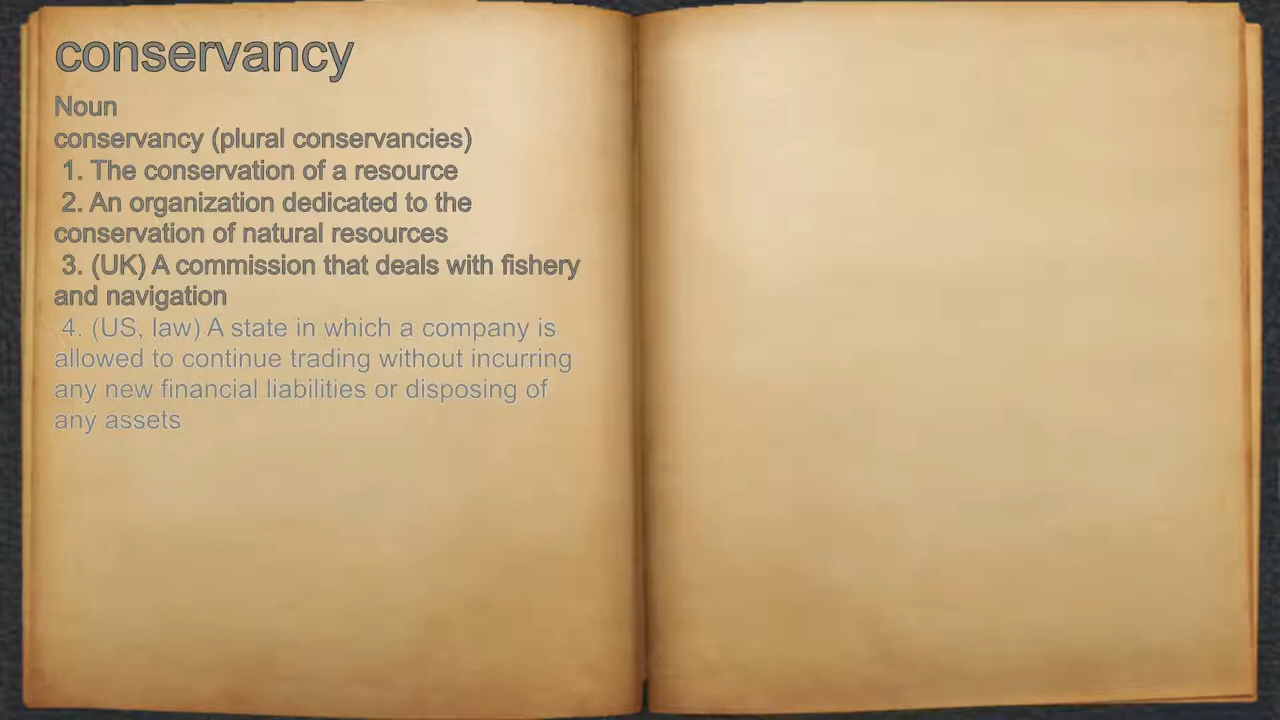 conservancy
Noun
conservancy (plural conservancies)
1. The conservation of a resource
2. An organization dedicated to the
conservation of natural resources
3. (UK) A commission that deals with fishery
and navigation
4. (US, law) A state in which a company is
allowed to continue trading without incurring
any new financial liabilities or disposing of
any assets